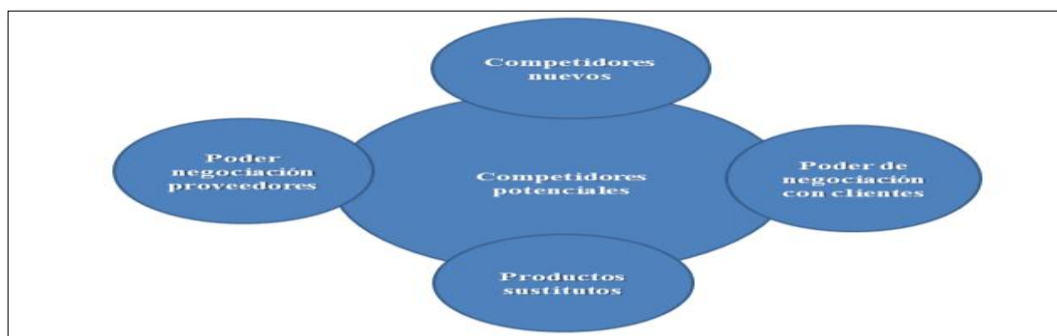 Competidores
nuevos
Poder
negociación
proveedores
Competidores
potenciales
Poder de
negociación
con clientes
Productos
sustitutos